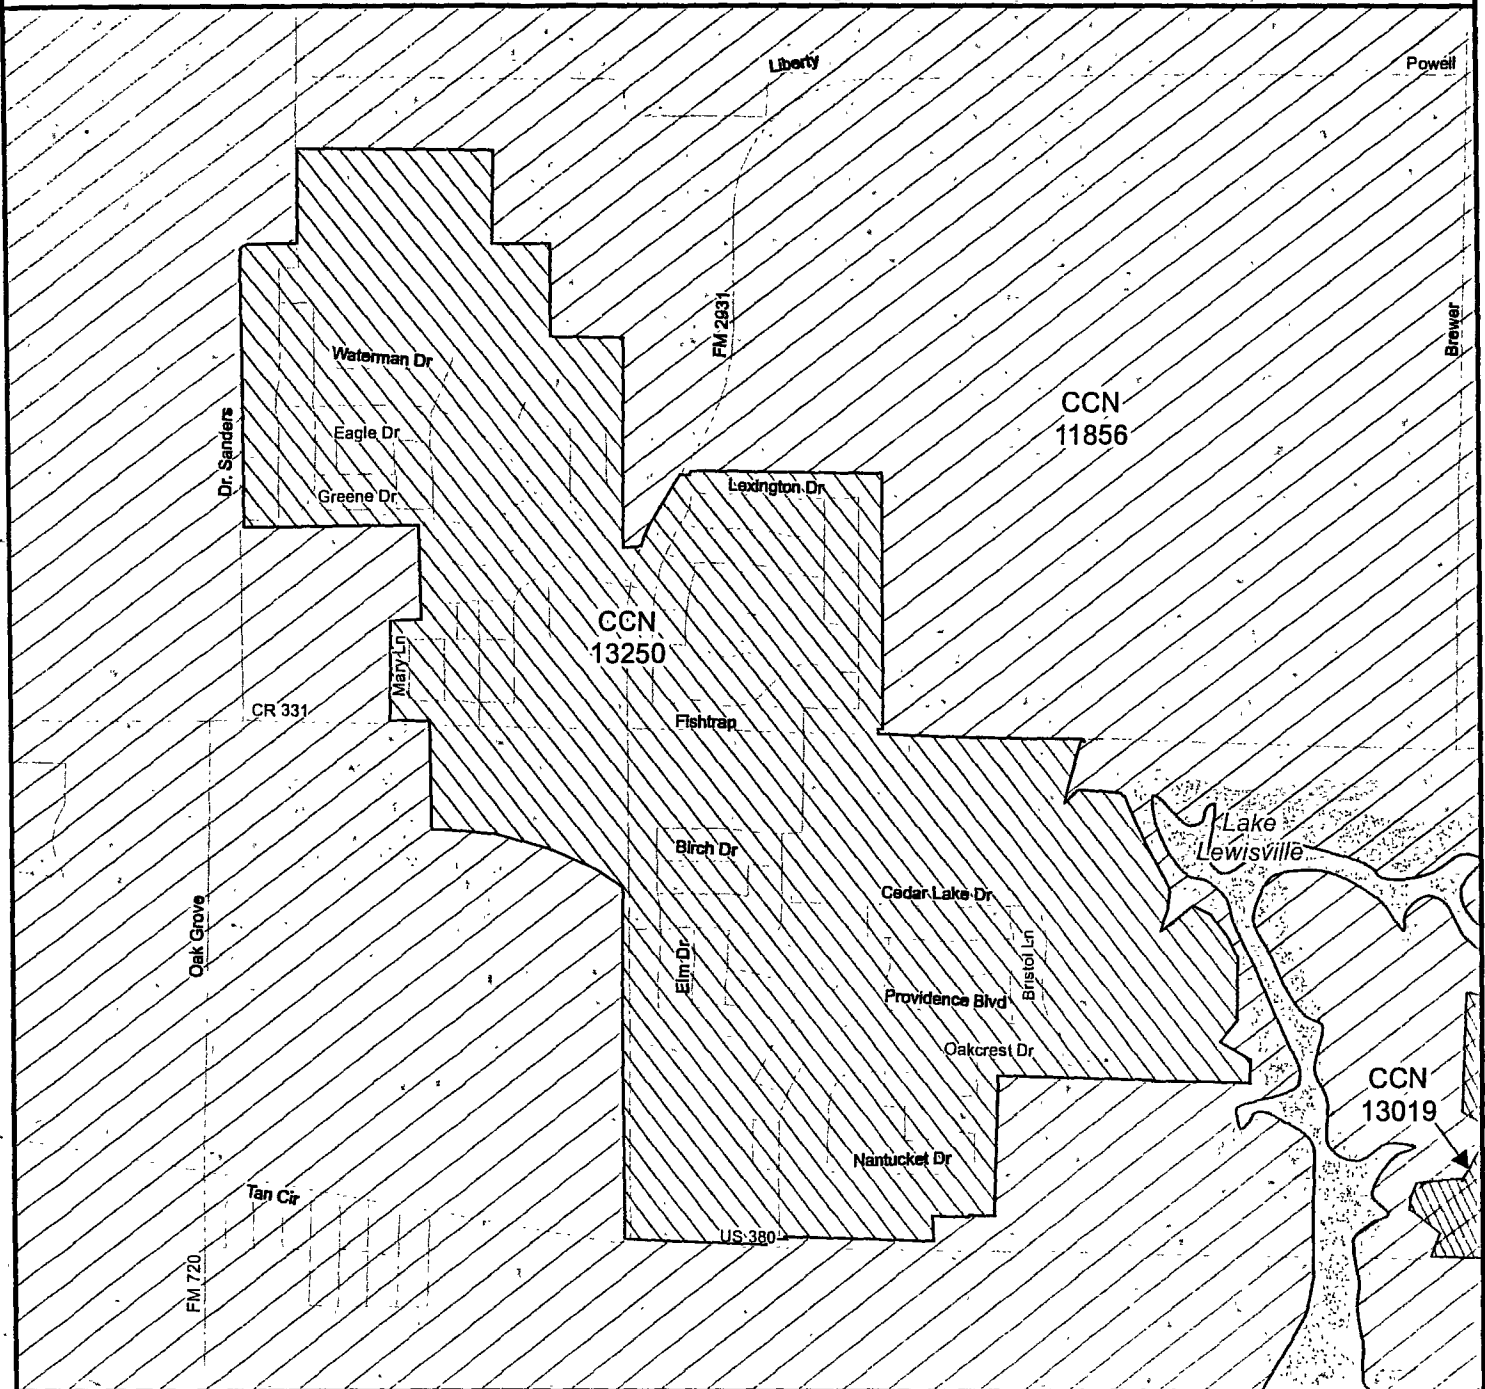 Liberty
Powell
FM 2931
Brewer
Waterman Dr
CCN
11856
Dr. Sanders
Eagle Dr
Greene Dr
Lexington Dr
CCN
13250
Mary Ln
CR 331
Fishtrap
Lake
Lewisville
Birch Dr
Cedar Lake Dr
Oak Grove
Elm Dr
Bristol Ln
Providence Blvd
Oakcrest Dr
CCN
13019
Nantucket Dr
Tan Cir
US 380
FM 720